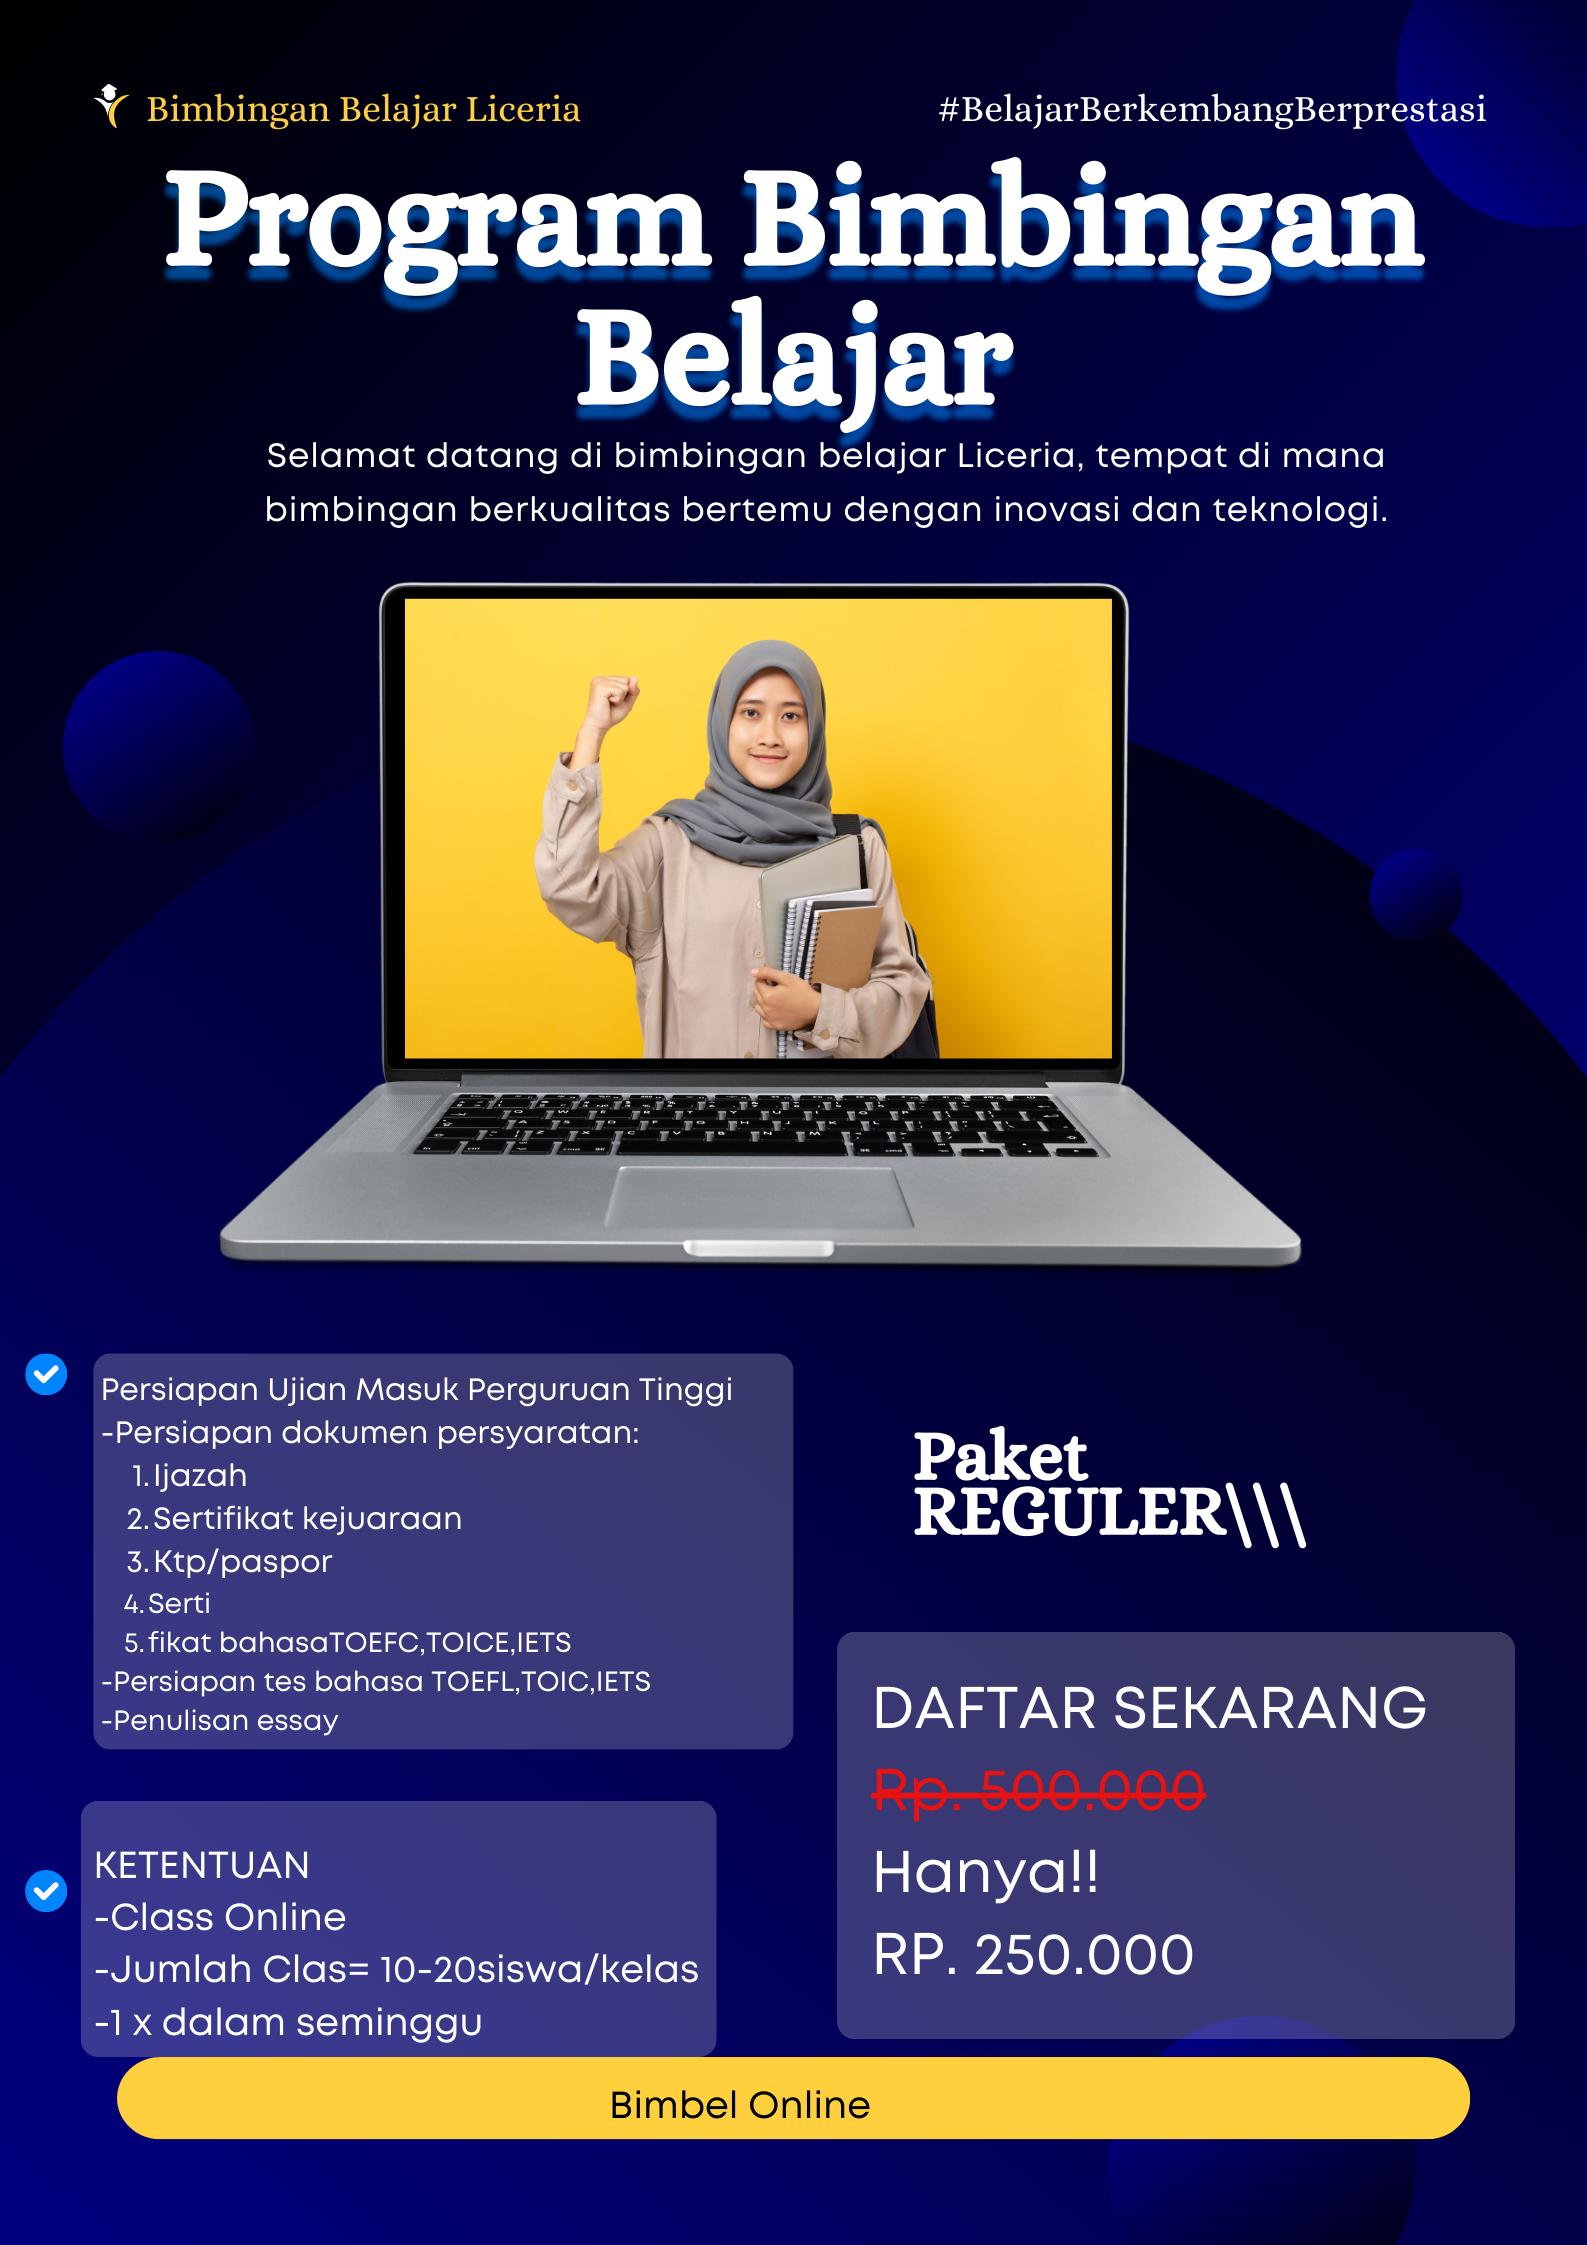 Bimbingan Belajar Liceria
#BelajarBerkembangBerprestasi
Program Bimbingan
Belajar
Selamat datang di bimbingan belajar Liceria, tempat di mana
bimbingan berkualitas bertemu dengan inovasi dan teknologi.
Persiapan Ujian Masuk Perguruan Tinggi
-Persiapan dokumen persyaratan:
1. Ijazah
2. Sertifikat kejuaraan
3. Ktp/paspor
4. Serti
5. fikat bahasaTOEFC,TOICE,IETS
-Persiapan tes bahasa TOEFL,TOIC,IETS
-Penulisan essay
Paket
REGULER\\\
DAFTAR SEKARANG
Rp. 500.000
Hanya!!
RP. 250.000
KETENTUAN
-Class Online
-Jumlah Clas= 10-20siswa/kelas
-1 x dalam seminggu
Bimbel Online